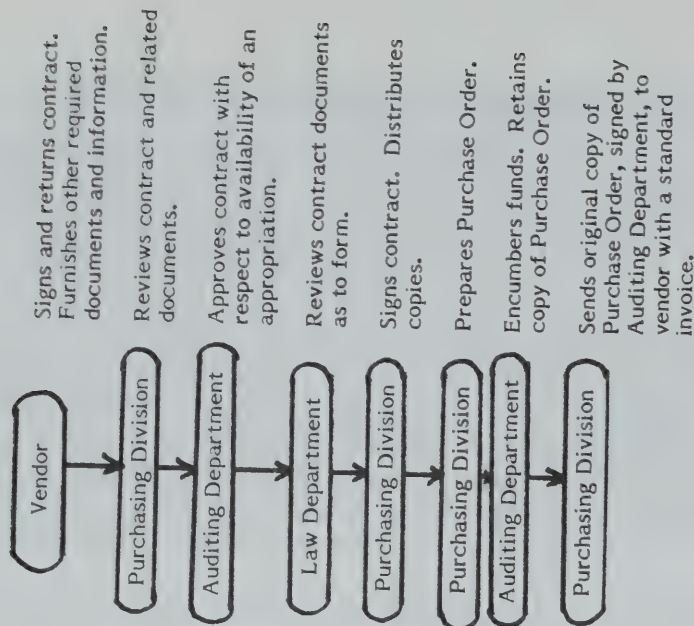 Vendor
Signs and returns contract.
Furnishes other required
documents and information.
Purchasing Division
Reviews contract and related
documents.
Auditing Department
Approves contract with
respect to availability of an
appropriation.
Law Department
Reviews contract documents
as to form.
Purchasing Division
Signs contract. Distributes
copies.
Purchasing Division
Prepares Purchase Order.
Auditing Department
Encumbers funds. Retains
copy of Purchase Order.
Purchasing Division
Sends original copy of
Purchase Order, signed by
Auditing Department, to
vendor with a standard
invoice.